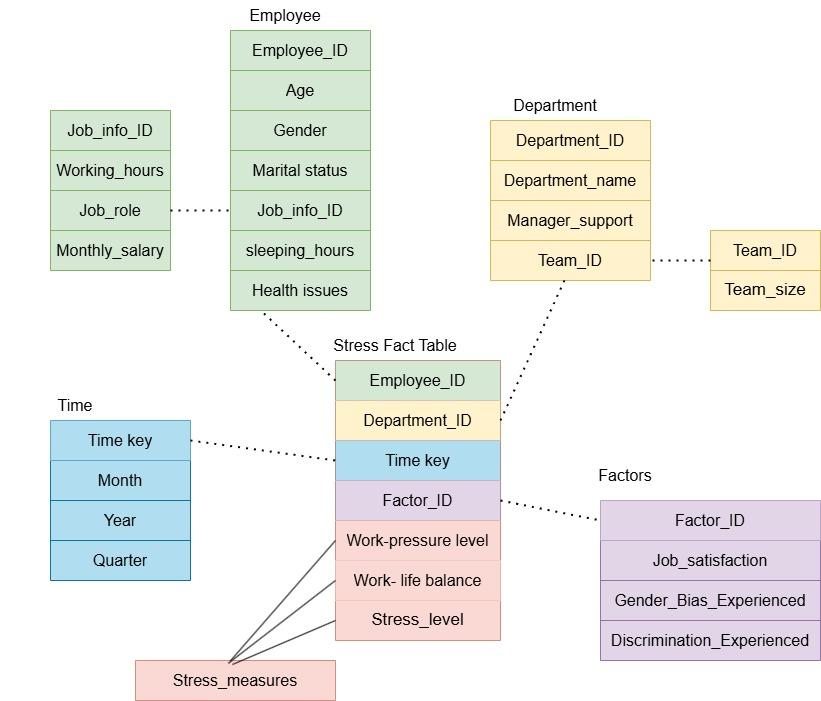 Employee
Employee_ID
Age
Gender
Marital status
Job_info_ID
sleeping_hours
Health issues
Job_info_ID
Working_hours
Job_role
Monthly_salary
Department
Department_ID
Department_name
Manager_support
Team_ID
Team_ID
Team_size
Stress Fact Table
Employee_ID
Department_ID
Time key
Factor_ID
Work-pressure level
Work- life balance
Stress_level
Time
Time key
Month
Year
Quarter
Factors
Factor_ID
Job_satisfaction
Gender_Bias_Experienced
Discrimination_Experienced
Stress_measures